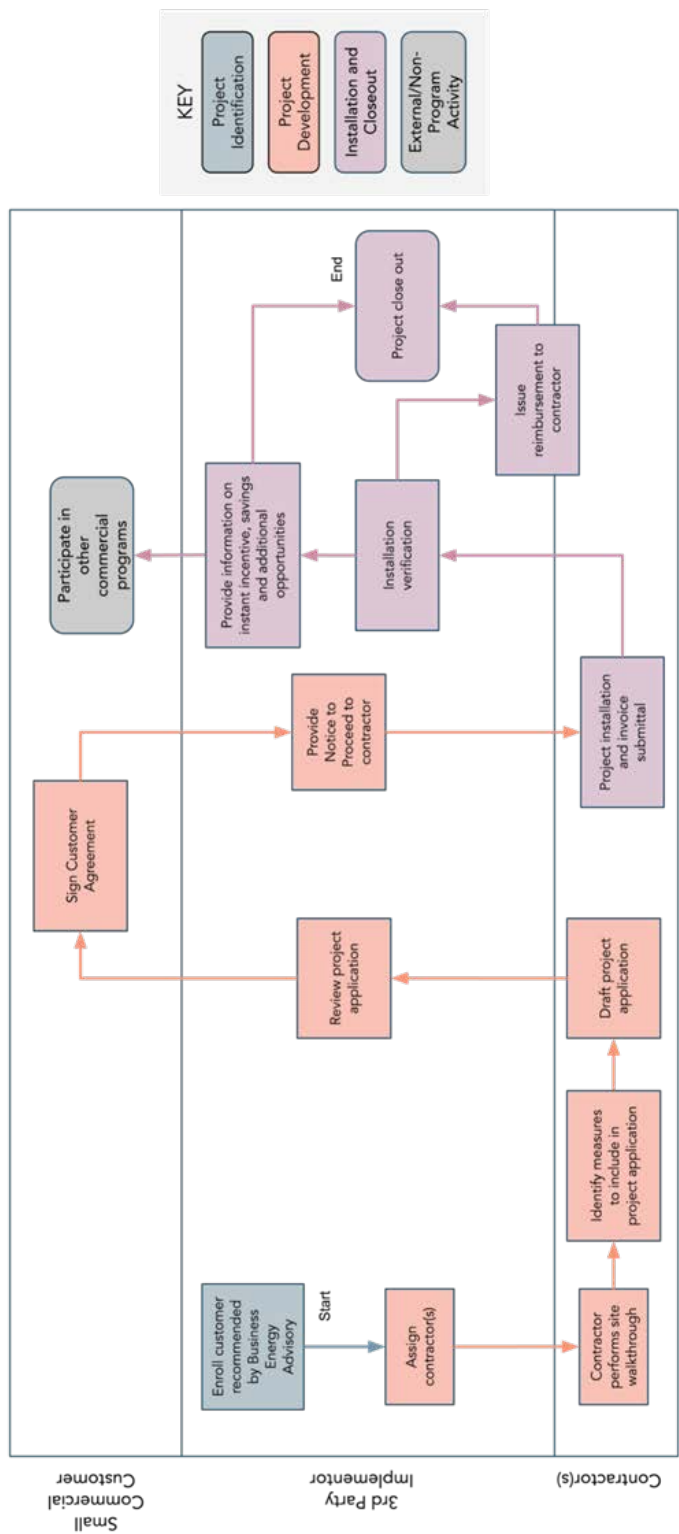 Small
Commercial
Customer
3rd Party
Implementor
Contractor(s)
Enroll customer
recommended
by Business
Energy
Advisory
Start
Assign
contractor(s)
Contractor
performs site
walkthrough
Identify measures
to include in
project application
Draft project
application
Review project
application
Sign Customer
Agreement
Provide
Notice to
Proceed to
contractor
Project installation
and invoice
submittal
Installation
verification
Provide information on
instant incentive, savings
and additional
opportunities
Participate in
other
commercial
programs
Issue
reimbursement to
contractor
Project close out
End
KEY
Project
Identification
Project
Development
Installation and
Closeout
External/Non-
Program
Activity